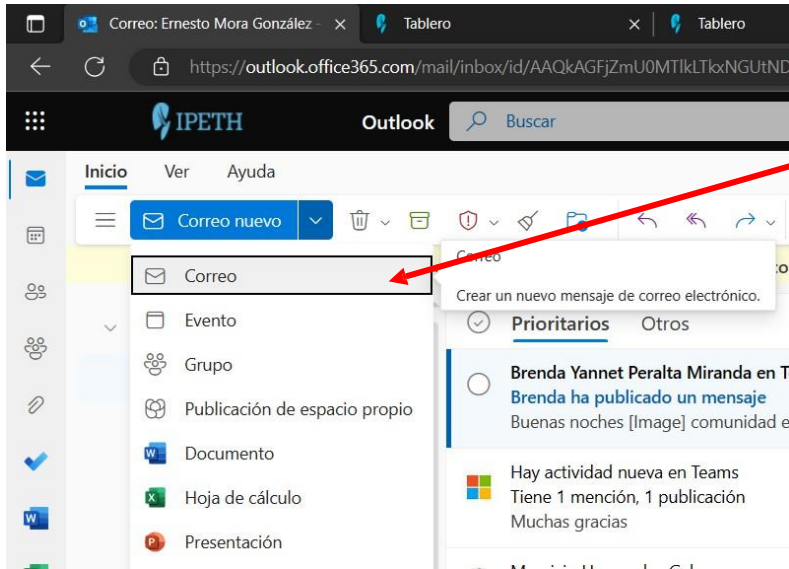 Correo: Ernesto Mora González -
Tablero
Tablero
https://outlook.office365.com/mail/inbox/id/AAQkAGFjZmU0MTlkLTkxNGUtND
IPETH
Outlook
Buscar
Inicio Ver Ayuda
Correo nuevo
Correo
Correo
Crear un nuevo mensaje de correo electrónico.
Evento
Prioritarios Otros
Grupo
Publicación de espacio propio
Documento
Hoja de cálculo
Presentación
Brenda Yannet Peralta Miranda en T
Brenda ha publicado un mensaje
Buenas noches [Image] comunidad e
Hay actividad nueva en Teams
Tiene 1 mención, 1 publicación
Muchas gracias